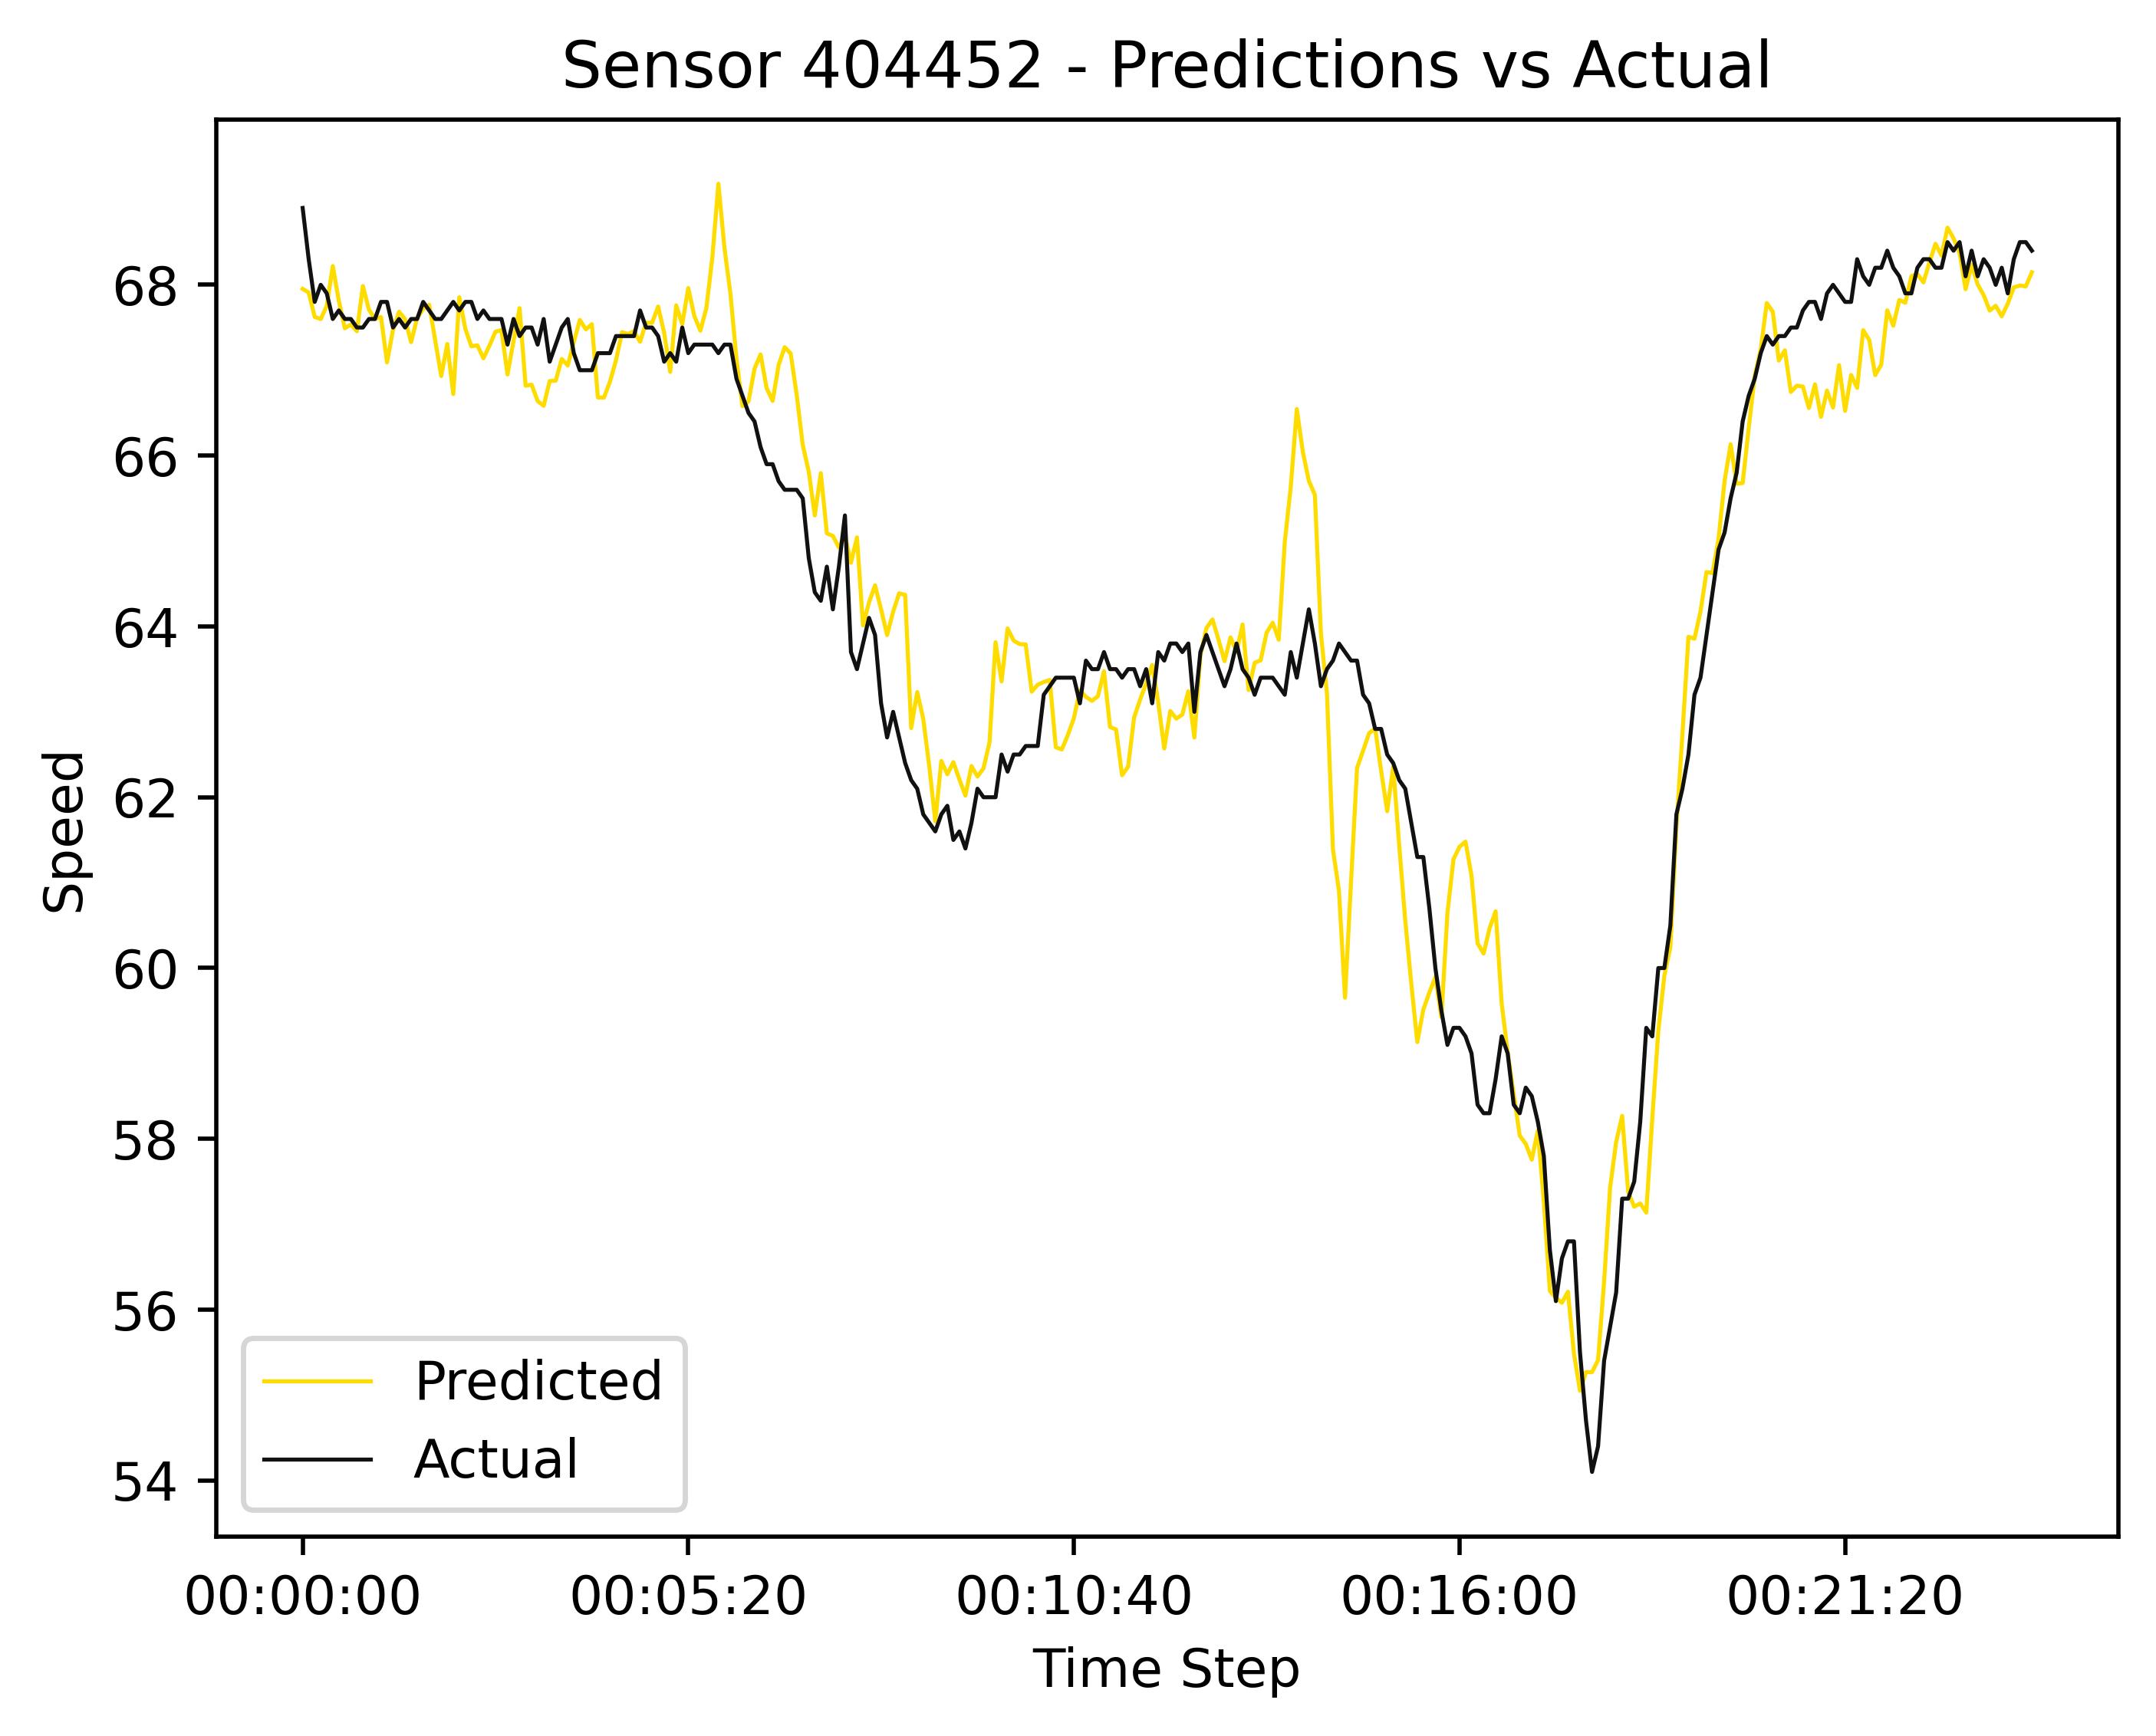 Sensor 404452 - Predictions vs Actual
Speed
68
66
64
62
60
58
56
54
Predicted
Actual
00:00:00 00:05:20 00:10:40 00:16:00 00:21:20
Time Step